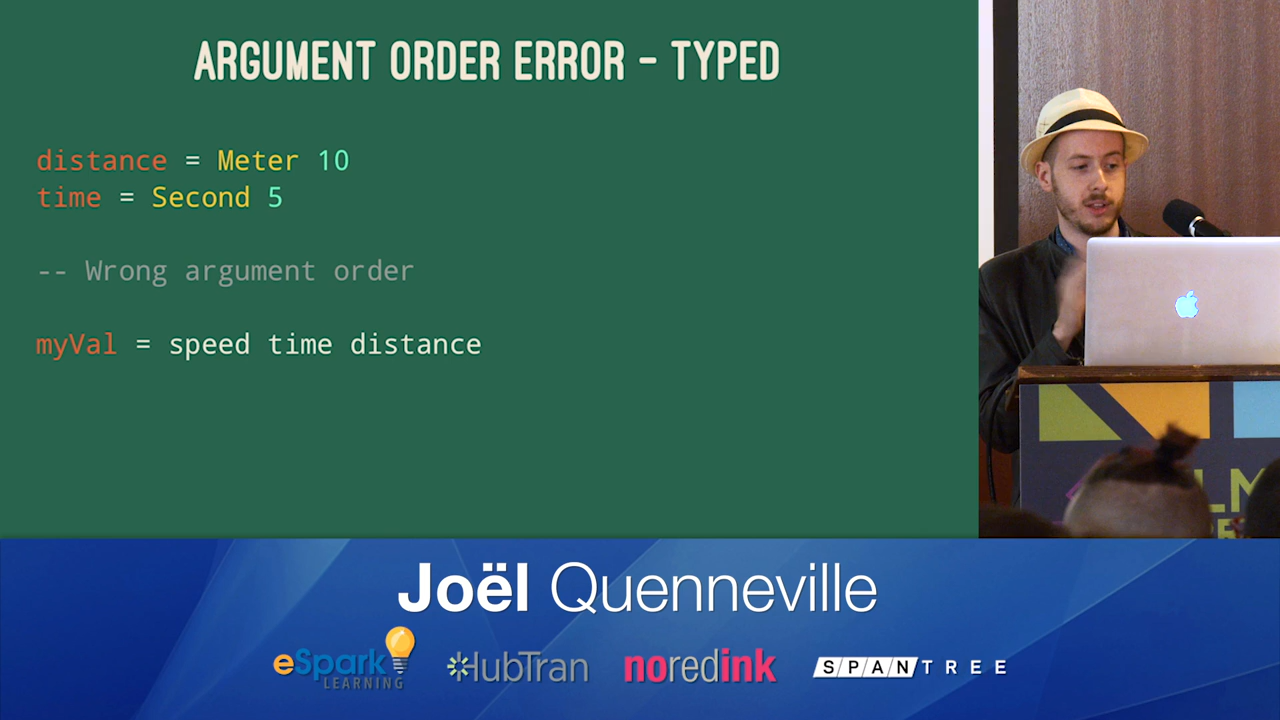 ARGUMENT ORDER ERROR - TYPED
distance = Meter 10
time = Second 5
-- Wrong argument order
myVal = speed time distance
Joël Quenneville
eSpark LEARNING
HubTran
noredink
SPANTREE